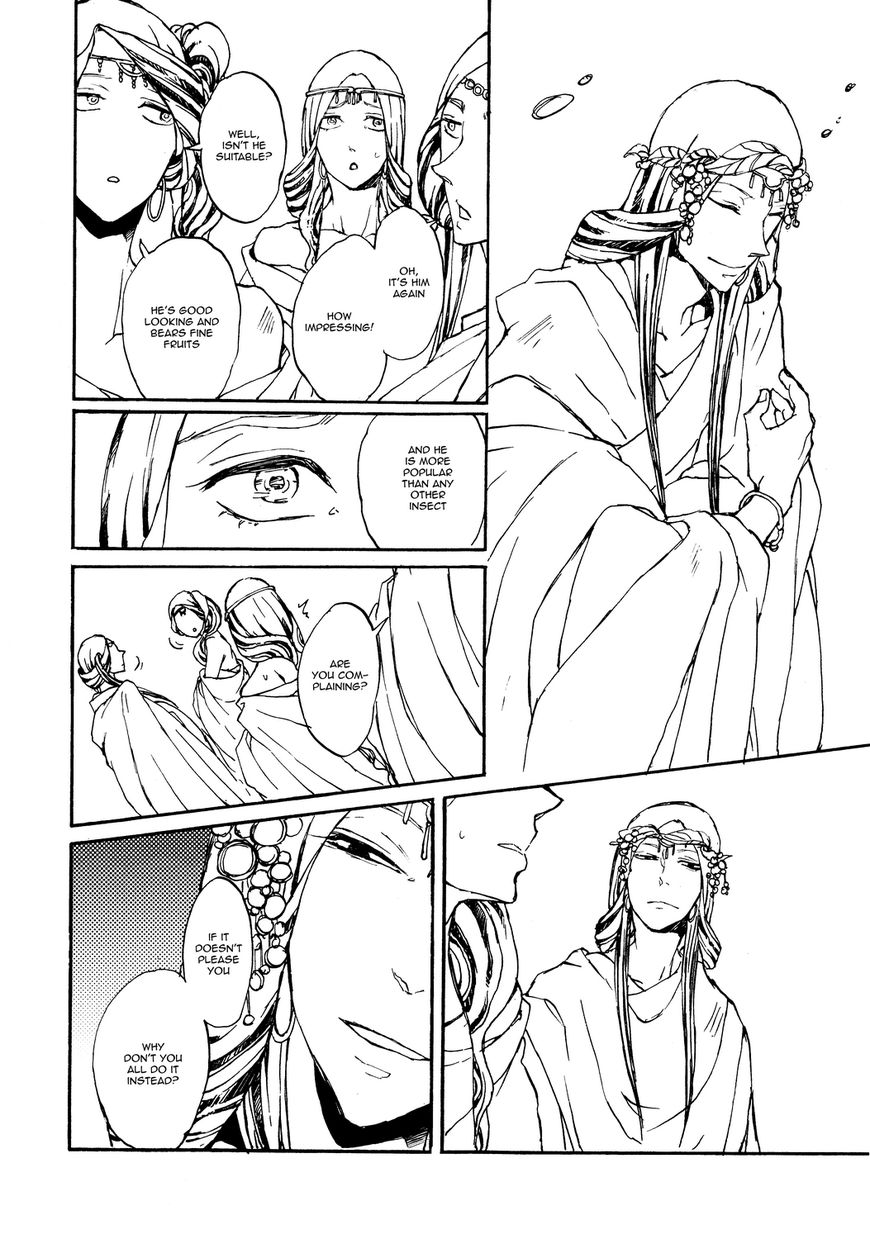 OH,
IT'S HIM
AGAIN
HOW
IMPRESSING!
WELL,
ISN'T HE
SUITABLE?
HE'S GOOD
LOOKING AND
BEARS FINE
FRUITS
AND HE
IS MORE
POPULAR
THAN ANY
OTHER
INSECT
ARE
YOU COM-
PLAINING?
IF IT
DOESN'T
PLEASE
YOU
WHY
DON'T YOU
ALL DO IT
INSTEAD?